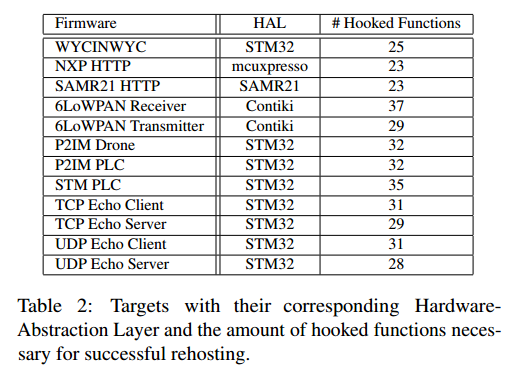 Firmware HAL # Hooked Functions
WYCINWYC STM32 25
NXP HTTP mcuxpresso 23
SAMR21 HTTP SAMR21 23
6LoWPAN Receiver Contiki 37
6LoWPAN Transmitter Contiki 29
P2IM Drone STM32 32
P2IM PLC STM32 32
STM PLC STM32 35
TCP Echo Client STM32 31
TCP Echo Server STM32 29
UDP Echo Client STM32 31
UDP Echo Server STM32 28
Table 2: Targets with their corresponding Hardware-
Abstraction Layer and the amount of hooked functions neces-
sary for successful rehosting.